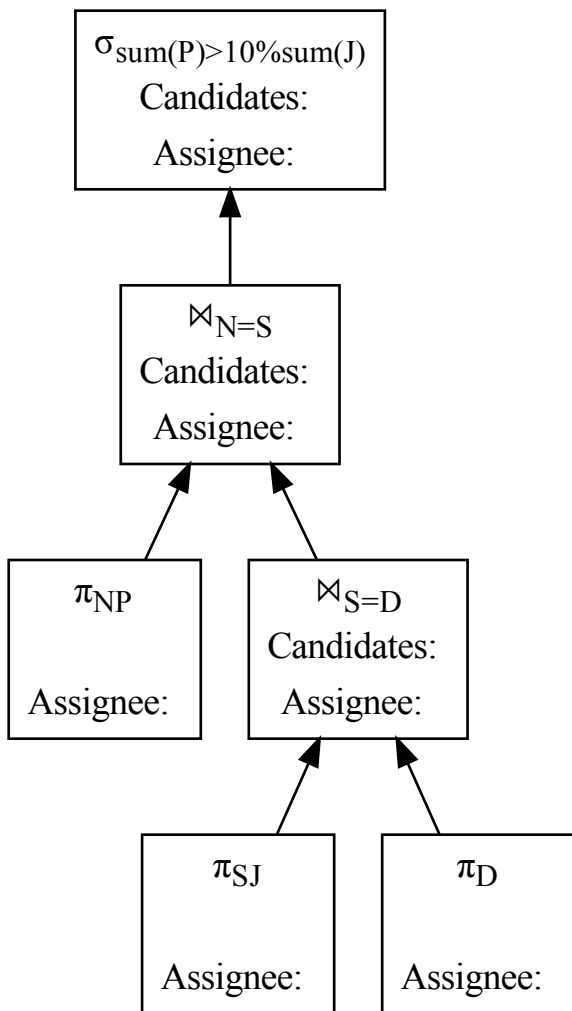 σsum(P)>10%sum(J)
Candidates:
Assignee:
⋈N=S
Candidates:
Assignee:
πNP
Assignee:
⋈S=D
Candidates:
Assignee:
πSJ
Assignee:
πD
Assignee: